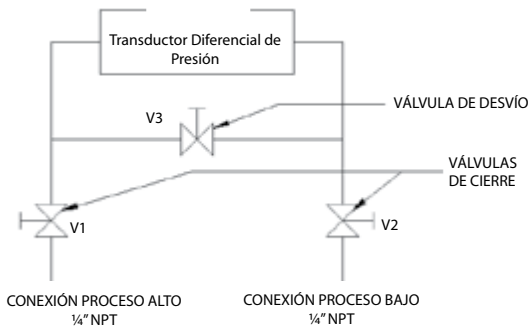 Transductor Diferencial de
Presión
V3
VÁLVULA DE DESVÍO
VÁLVULAS
DE CIERRE
V1
V2
CONEXIÓN PROCESO ALTO
¼” NPT
CONEXIÓN PROCESO BAJO
¼” NPT